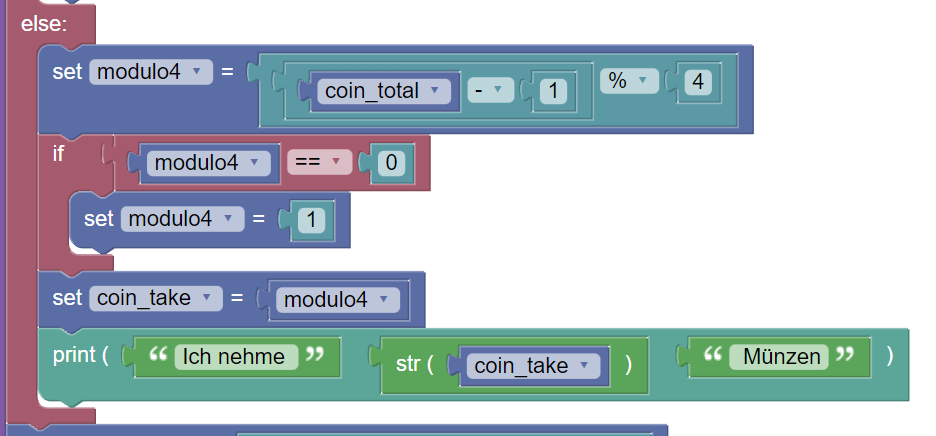 else:
set modulo4 = coin_total - 1 % 4
if modulo4 == 0
set modulo4 = 1
set coin_take = modulo4
print ( “ Ich nehme ” str ( coin_take ) “ Münzen ” )